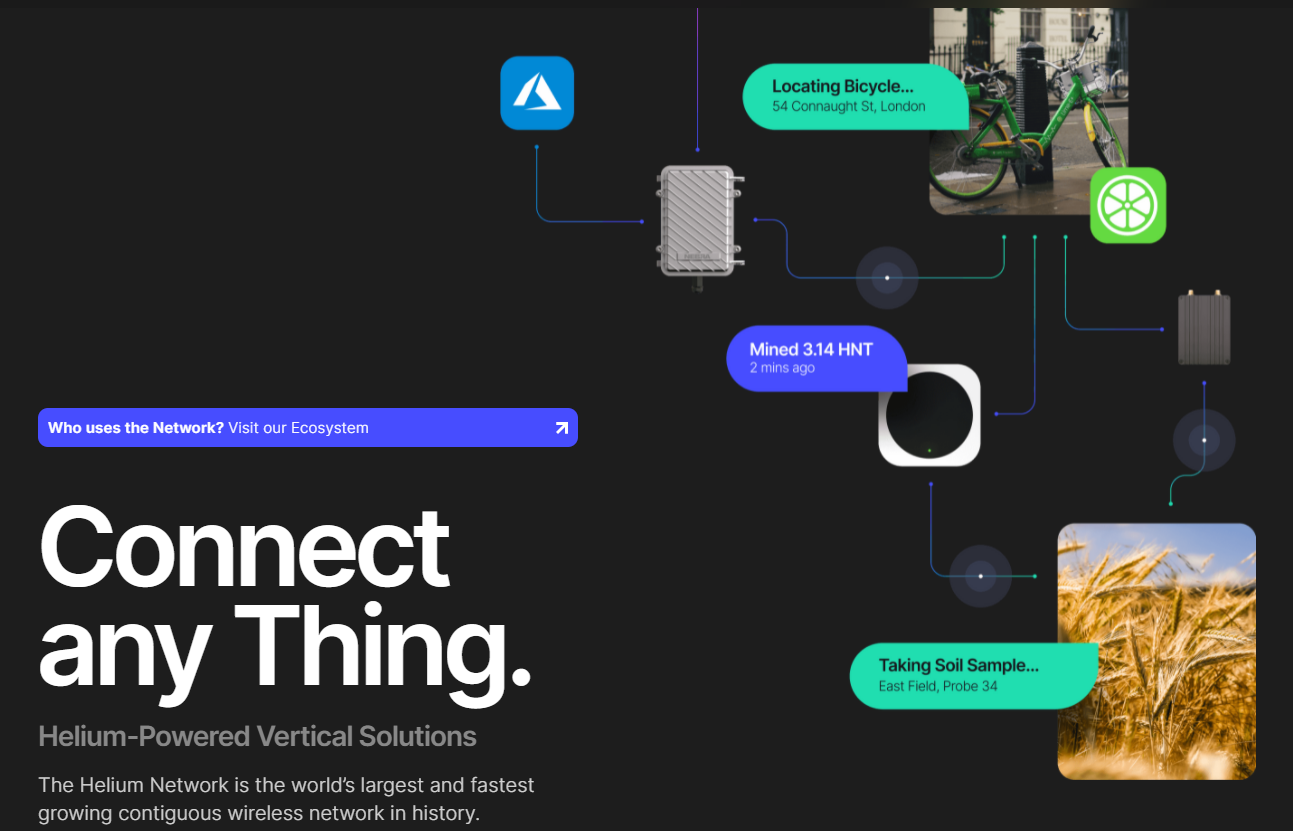 Locating Bicycle...
54 Connaught St, London
Mined 3.14 HNT
2 mins ago
Who uses the Network? Visit our Ecosystem
Connect
any Thing.
Helium-Powered Vertical Solutions
The Helium Network is the world's largest and fastest
growing contiguous wireless network in history.
Taking Soil Sample...
East Field, Probe 34